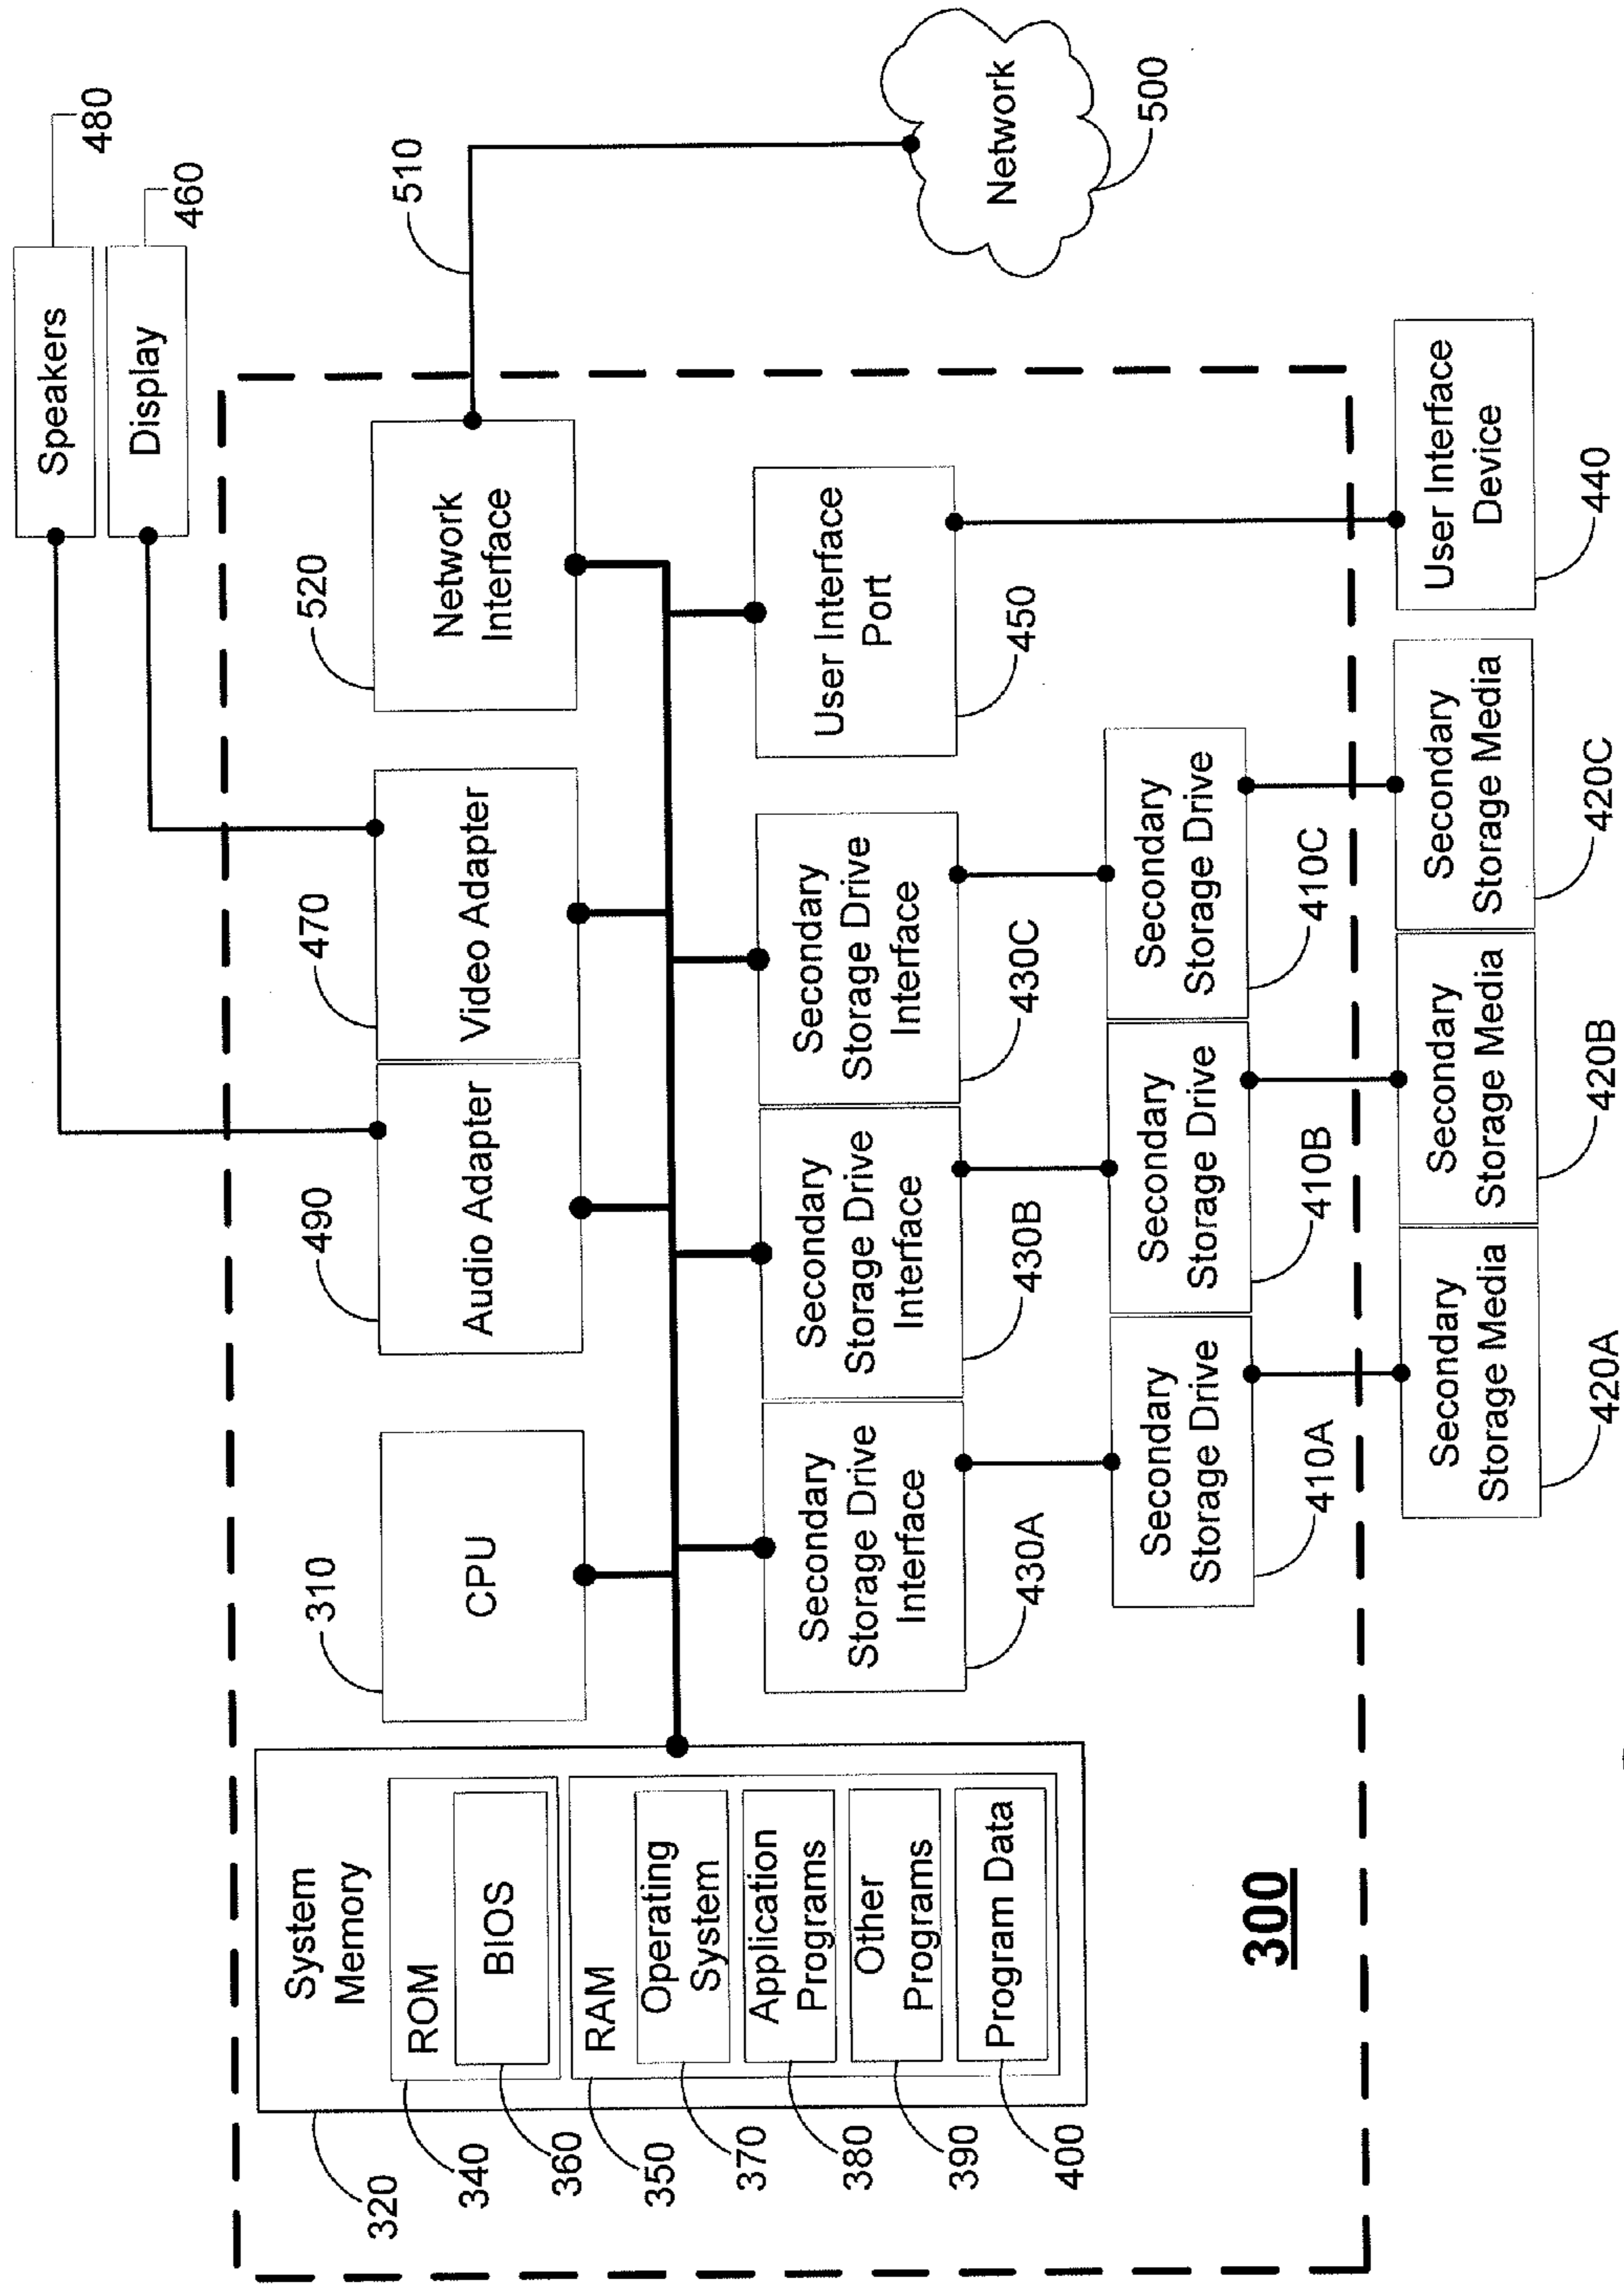 Speakers
480
Display
460
System
Memory
320
ROM
340
BIOS
360
RAM
350
Operating
System
370
Application
Programs
380
Other
Programs
390
Program Data
400
310
CPU
490
Audio Adapter
470
Video Adapter
520
Network
Interface
510
Network
500
Secondary
Storage Drive
Interface
430A
Secondary
Storage Drive
Interface
430B
Secondary
Storage Drive
Interface
430C
User Interface
Port
450
Secondary
Storage Drive
410A
Secondary
Storage Drive
410B
Secondary
Storage Drive
410C
300
Secondary
Storage Media
420A
Secondary
Storage Media
420B
Secondary
Storage Media
420C
User Interface
Device
440